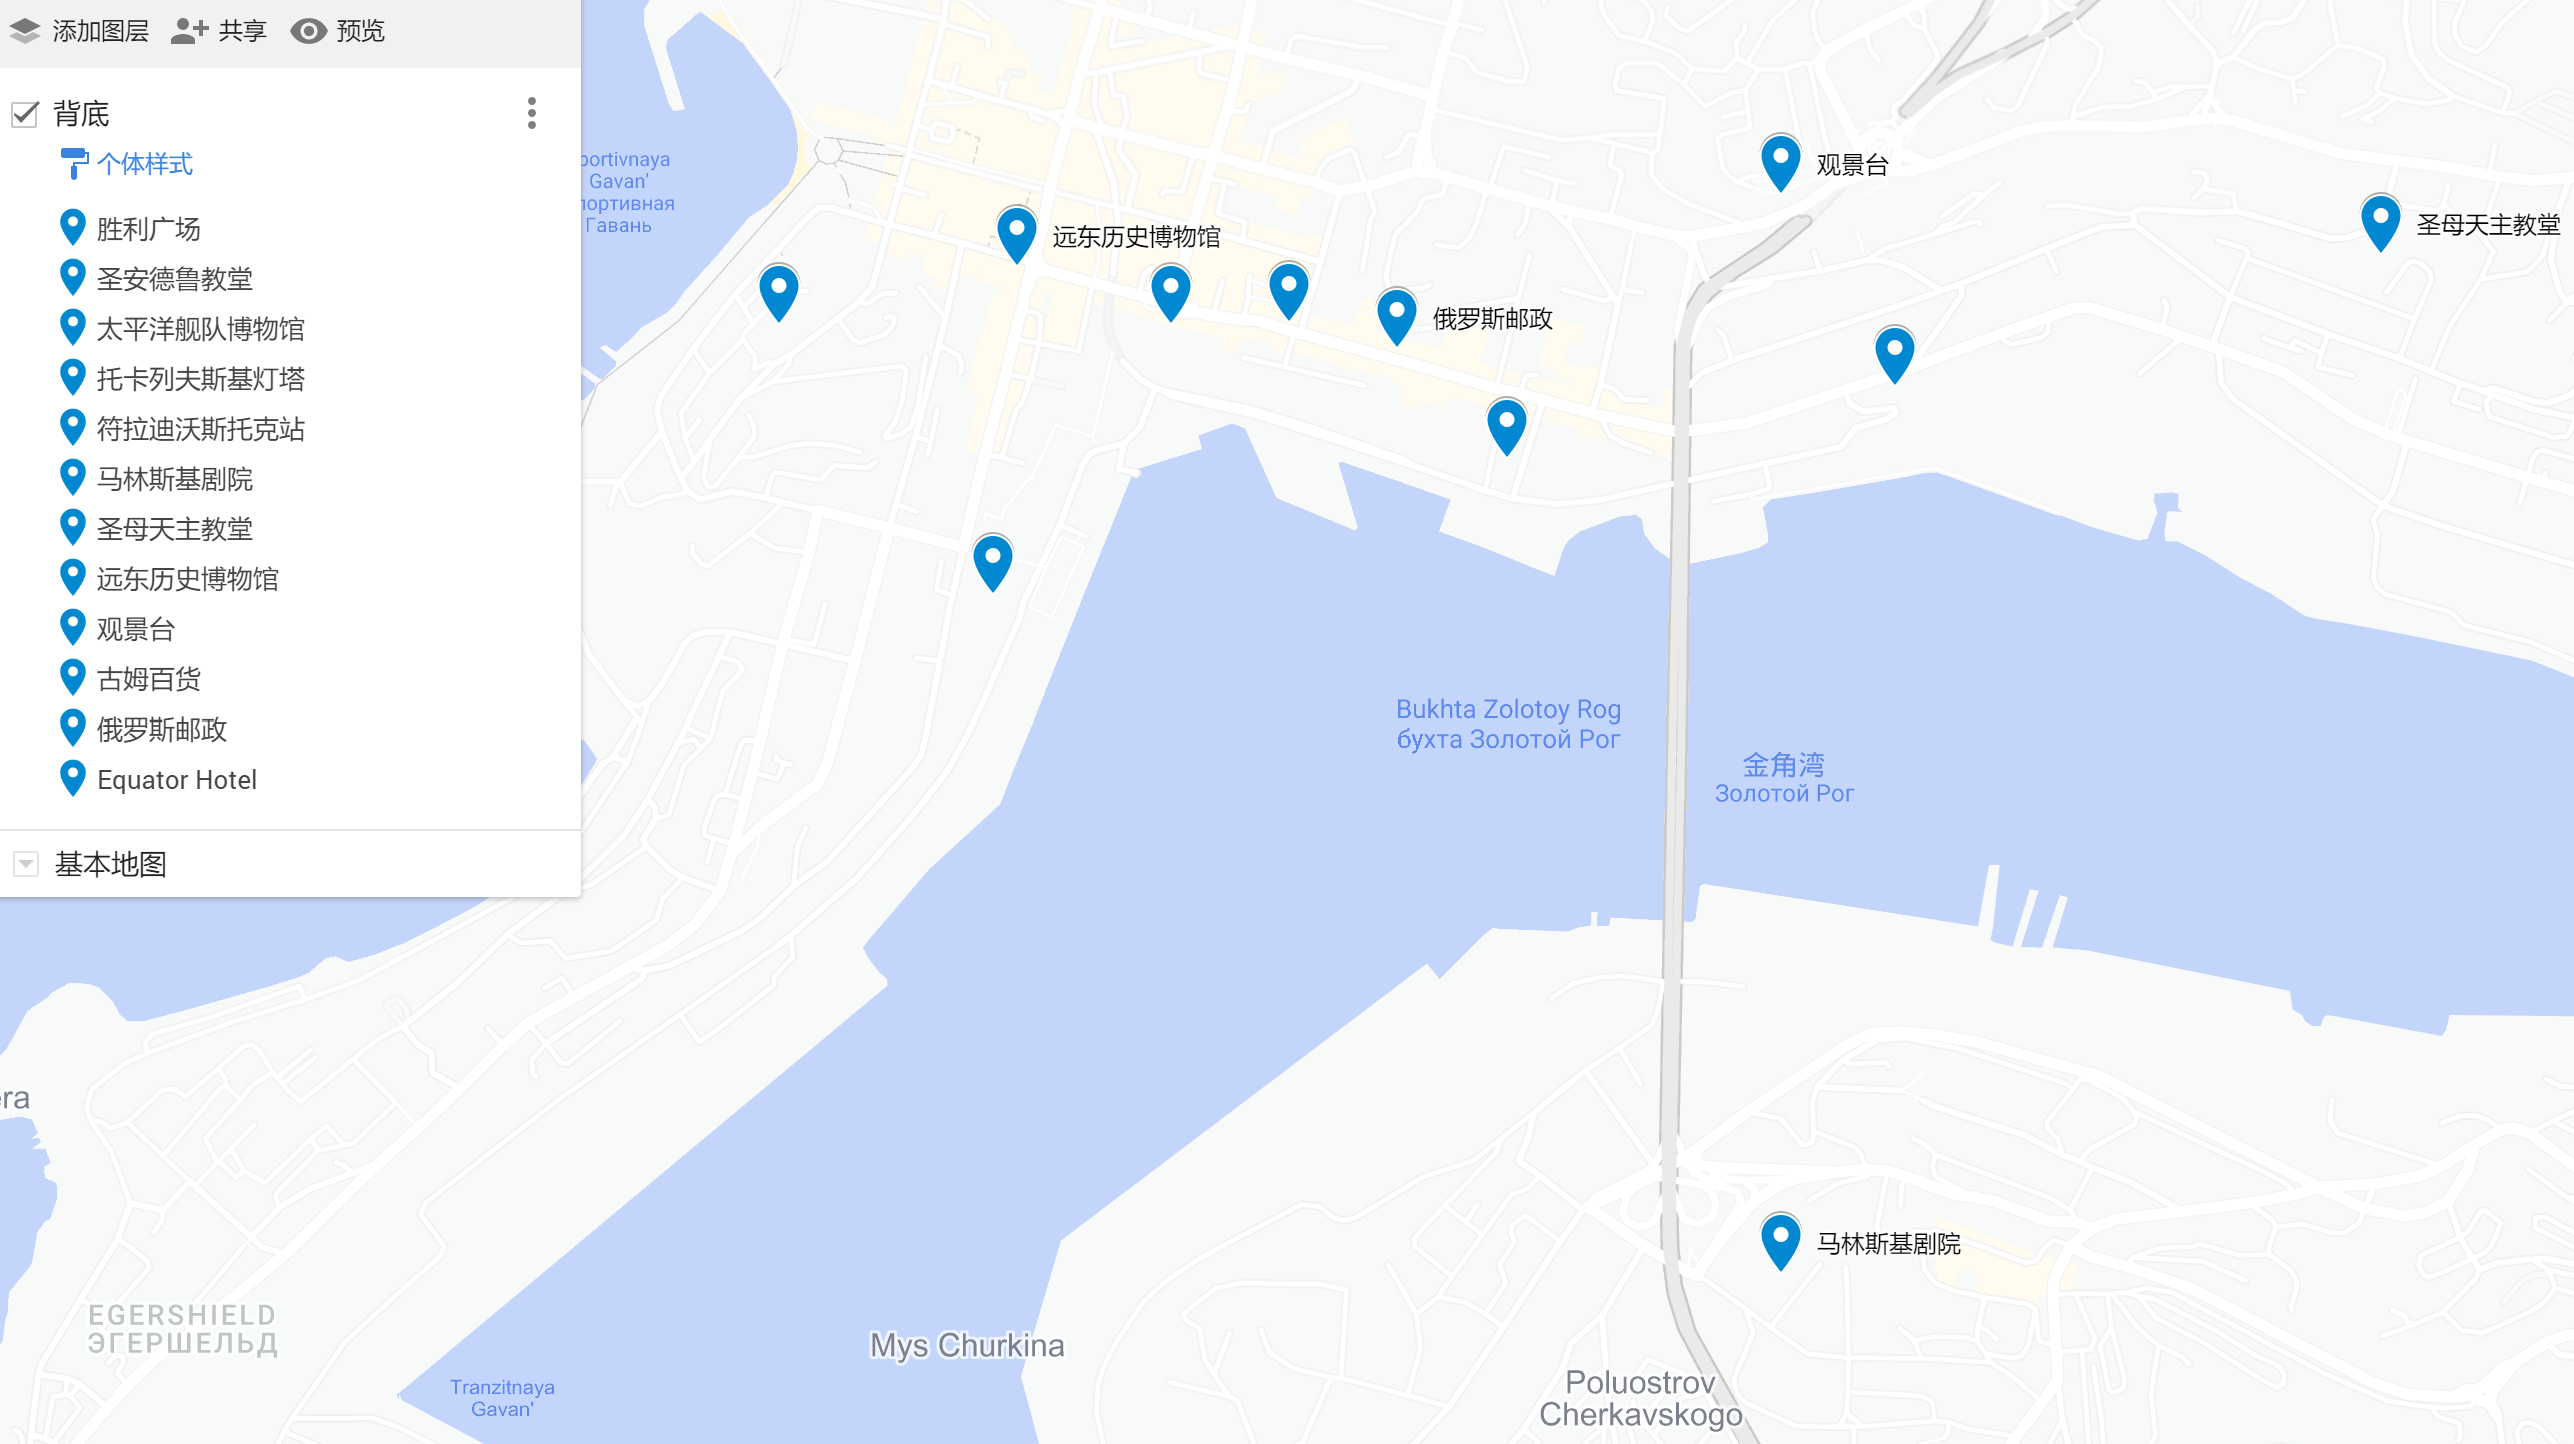 添加图层 共享 预览
背底
个体样式
胜利广场
圣安德鲁教堂
太平洋舰队博物馆
托卡列夫斯基灯塔
符拉迪沃斯托克站
马林斯基剧院
圣母天主教堂
远东历史博物馆
观景台
古姆百货
俄罗斯邮政
Equator Hotel
基本地图
portivnaya
Gavan'
портивная
Гавань
远东历史博物馆
俄罗斯邮政
观景台
圣母天主教堂
Bukhta Zolotoy Rog
бухта Золотой Рог
金角湾
Золотой Рог
era
EGERSHIELD
ЭГЕРШЕЛЬД
Tranzitnaya
Gavan'
Mys Churkina
马林斯基剧院
Poluostrov
Cherkavskogo